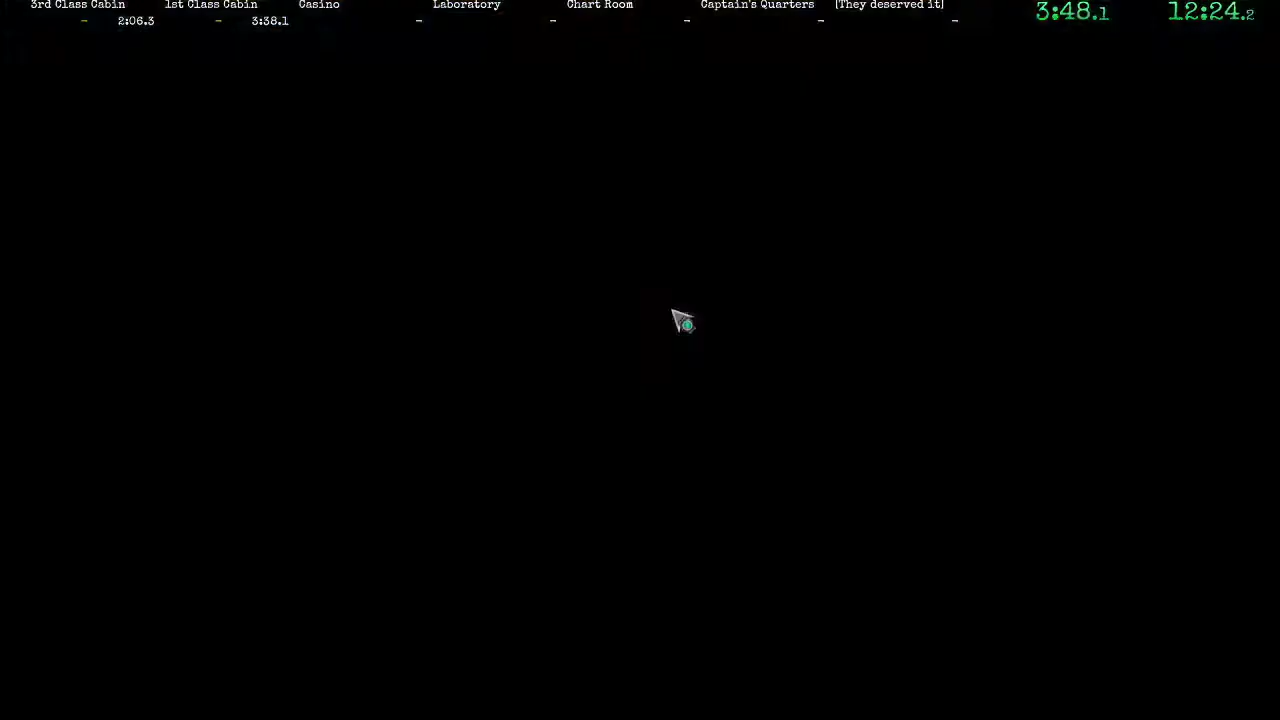 3rd Class Cabin 1st Class Cabin Casino Laboratory Chart Room Captain's Quarters [They deserved it] 3:48.1 12:24.2
– 2:06.3 – 3:38.1 – – – – –